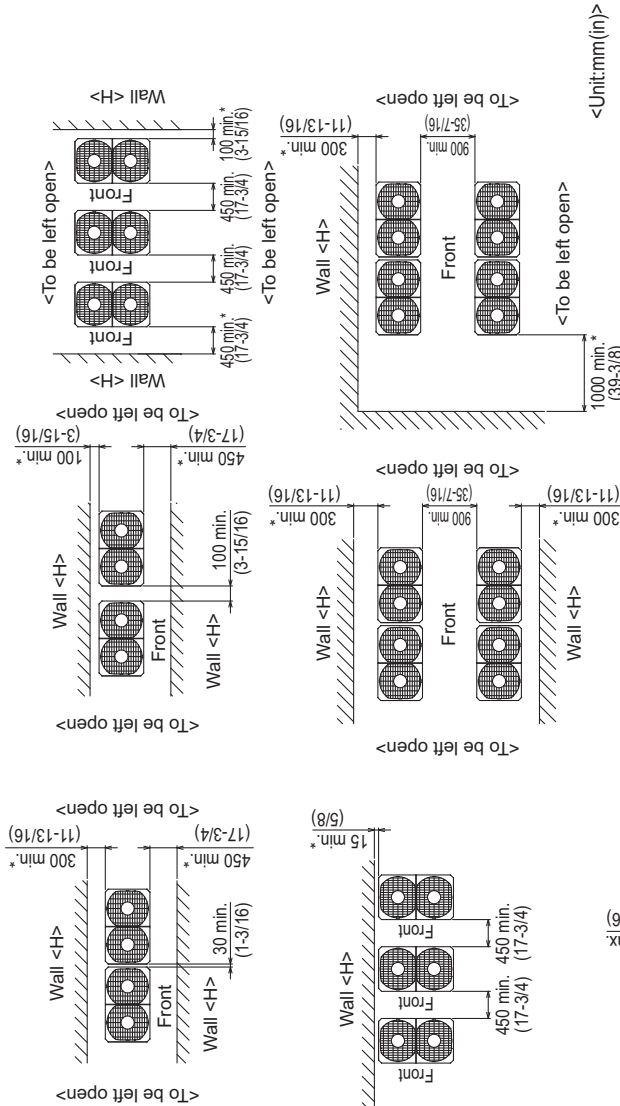 <To be left open>
Wall <H>
300 min.*
(11-13/16)
Front
450 min.*
(17-3/4)
Wall <H>
30 min.
(1-3/16)
<To be left open>
<To be left open>
Wall <H>
100 min.*
(3-15/16)
Front
450 min.*
(17-3/4)
Wall <H>
100 min.
(3-15/16)
<To be left open>
<To be left open>
Wall <H>
Front
Front
Front
450 min.*
(17-3/4)
450 min.
(17-3/4)
450 min.*
(17-3/4)
100 min.*
(3-15/16)
Wall <H>
<To be left open>
Wall <H>
15 min.*
(5/8)
Front
Front
Front
450 min.
(17-3/4)
450 min.
(17-3/4)
<To be left open>
Wall <H>
300 min.*
(11-13/16)
Front
900 min.
(35-7/16)
300 min.*
(11-13/16)
Wall <H>
<To be left open>
Wall <H>
300 min.*
(11-13/16)
Front
900 min.
(35-7/16)
<To be left open>
<To be left open>
1000 min.*
(39-3/8)
<Unit:mm(in)>